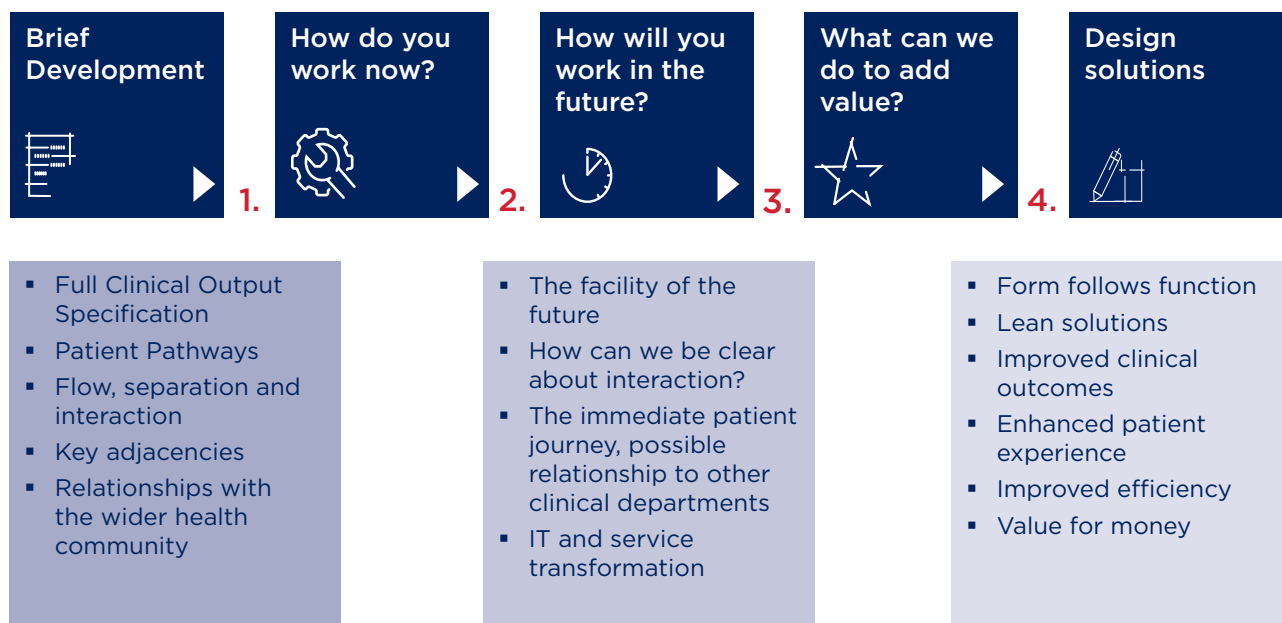 Brief
Development
1.
How do you
work now?
2.
How will you
work in the
future?
3.
What can we
do to add
value?
4.
Design
solutions
▪ Full Clinical Output
Specification
▪ Patient Pathways
▪ Flow, separation and
interaction
▪ Key adjacencies
▪ Relationships with
the wider health
community
▪ The facility of the
future
▪ How can we be clear
about interaction?
▪ The immediate patient
journey, possible
relationship to other
clinical departments
▪ IT and service
transformation
▪ Form follows function
▪ Lean solutions
▪ Improved clinical
outcomes
▪ Enhanced patient
experience
▪ Improved efficiency
▪ Value for money